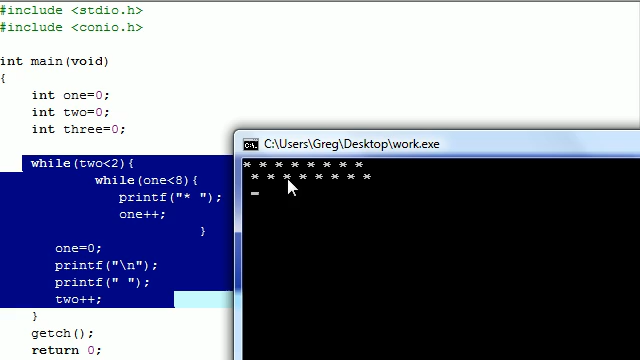 #include <stdio.h>
#include <conio.h>
int main(void)
{
int one=0;
int two=0;
int three=0;
while(two<2){
while(one<8){
printf("* ");
one++;
}
one=0;
printf("\n");
printf(" ");
two++;
}
getch();
return 0;
C:\Users\Greg\Desktop\work.exe
* * * * * * * *
* * * * * * * *